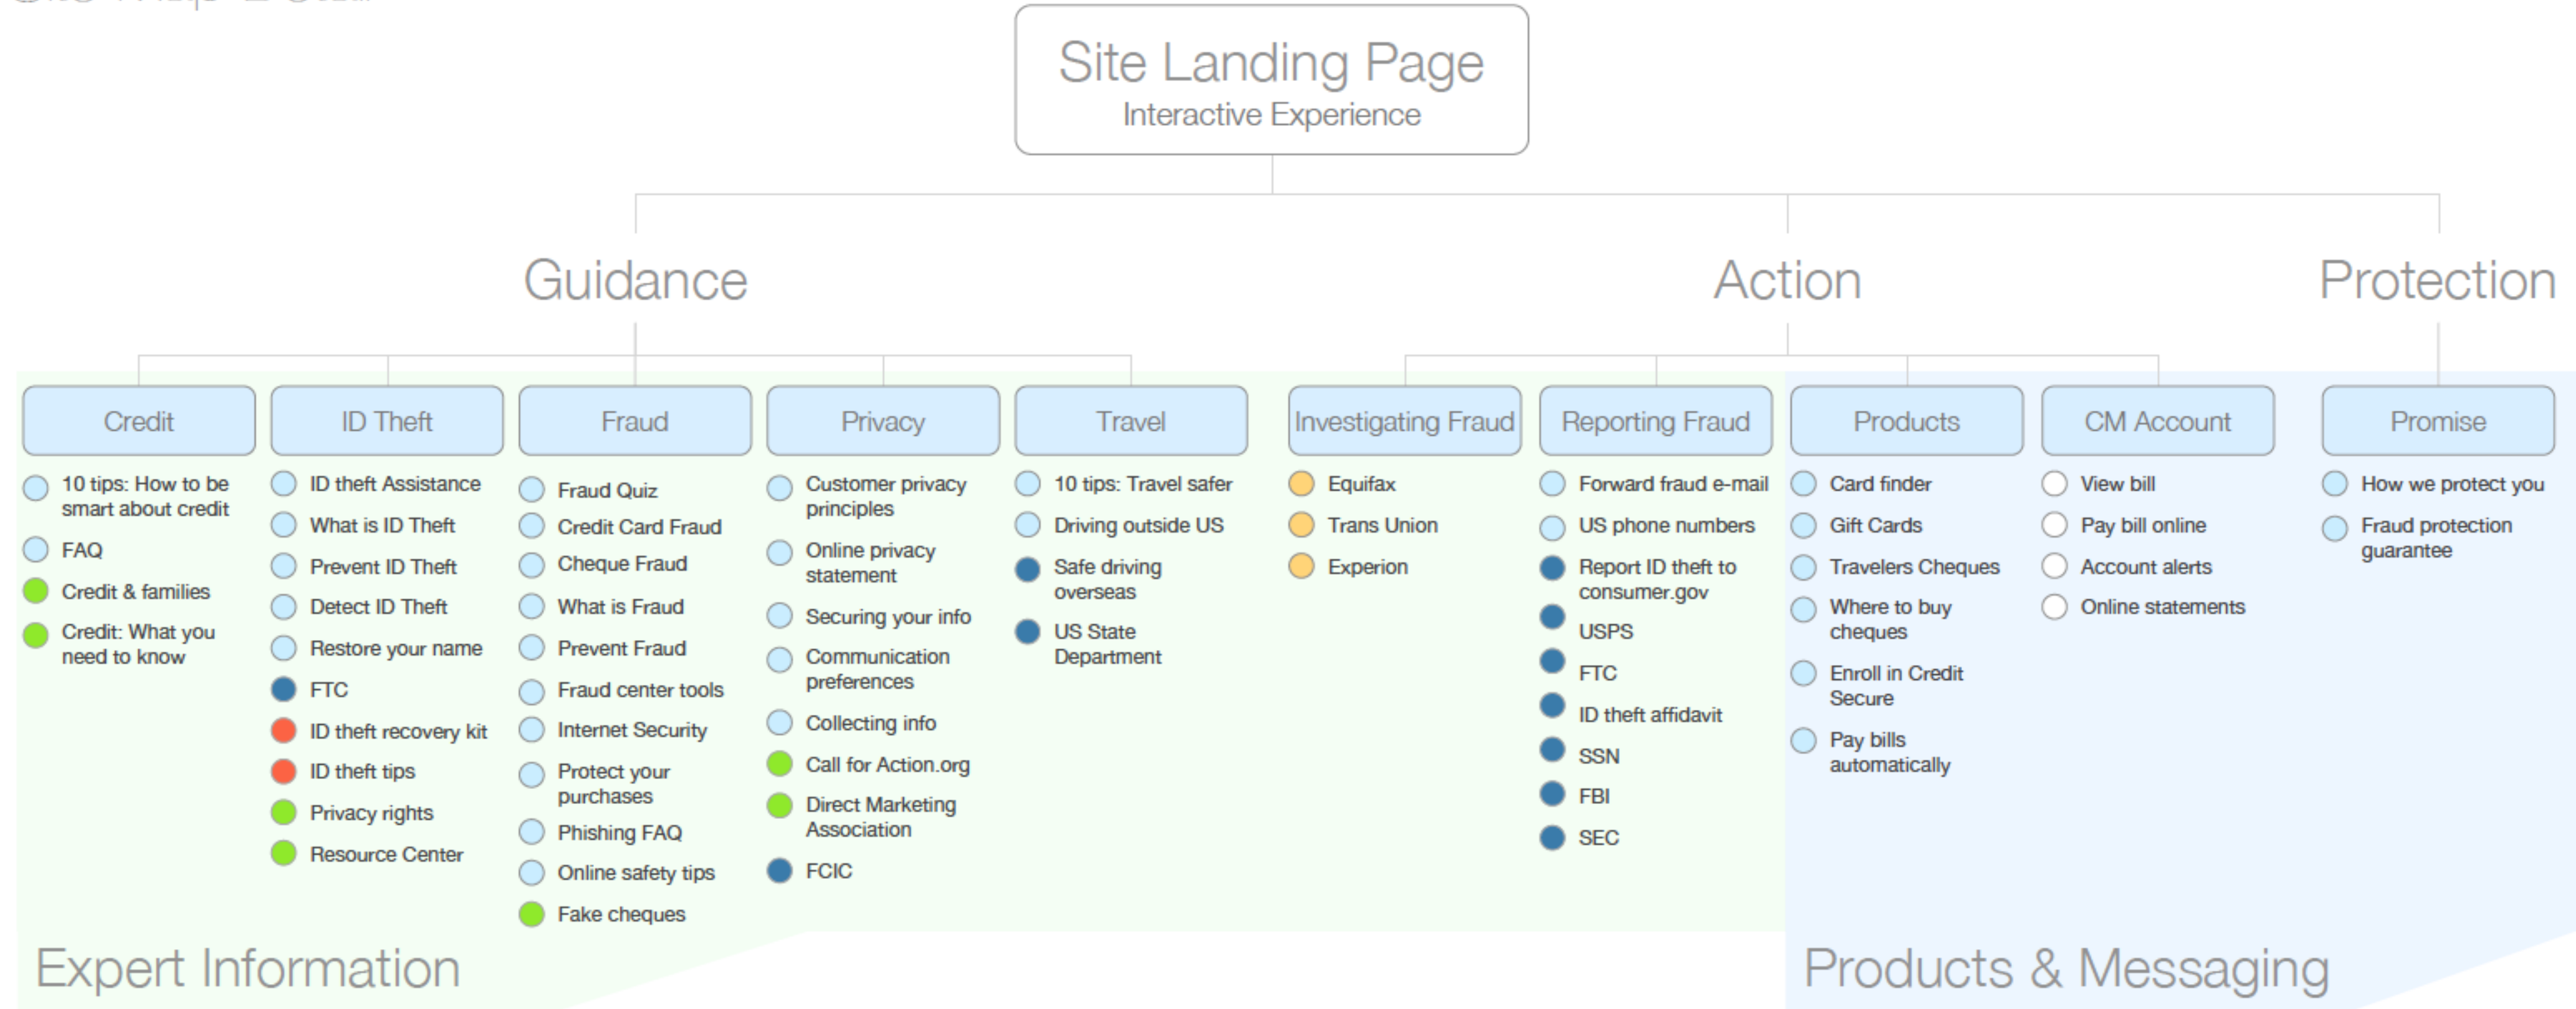 Site Landing Page
Interactive Experience
Guidance
Action
Protection
Credit
10 tips: How to be
smart about credit
FAQ
Credit & families
Credit: What you
need to know
ID Theft
ID theft Assistance
What is ID Theft
Prevent ID Theft
Detect ID Theft
Restore your name
FTC
ID theft recovery kit
ID theft tips
Privacy rights
Resource Center
Fraud
Fraud Quiz
Credit Card Fraud
Cheque Fraud
What is Fraud
Prevent Fraud
Fraud center tools
Internet Security
Protect your
purchases
Phishing FAQ
Online safety tips
Fake cheques
Privacy
Customer privacy
principles
Online privacy
statement
Securing your info
Communication
preferences
Collecting info
Call for Action.org
Direct Marketing
Association
FCIC
Travel
10 tips: Travel safer
Driving outside US
Safe driving
overseas
US State
Department
Investigating Fraud
Equifax
Trans Union
Experion
Reporting Fraud
Forward fraud e-mail
US phone numbers
Report ID theft to
consumer.gov
USPS
FTC
ID theft affidavit
SSN
FBI
SEC
Products
Card finder
Gift Cards
Travelers Cheques
Where to buy
cheques
Enroll in Credit
Secure
Pay bills
automatically
CM Account
View bill
Pay bill online
Account alerts
Online statements
Promise
How we protect you
Fraud protection
guarantee
Expert Information
Products & Messaging